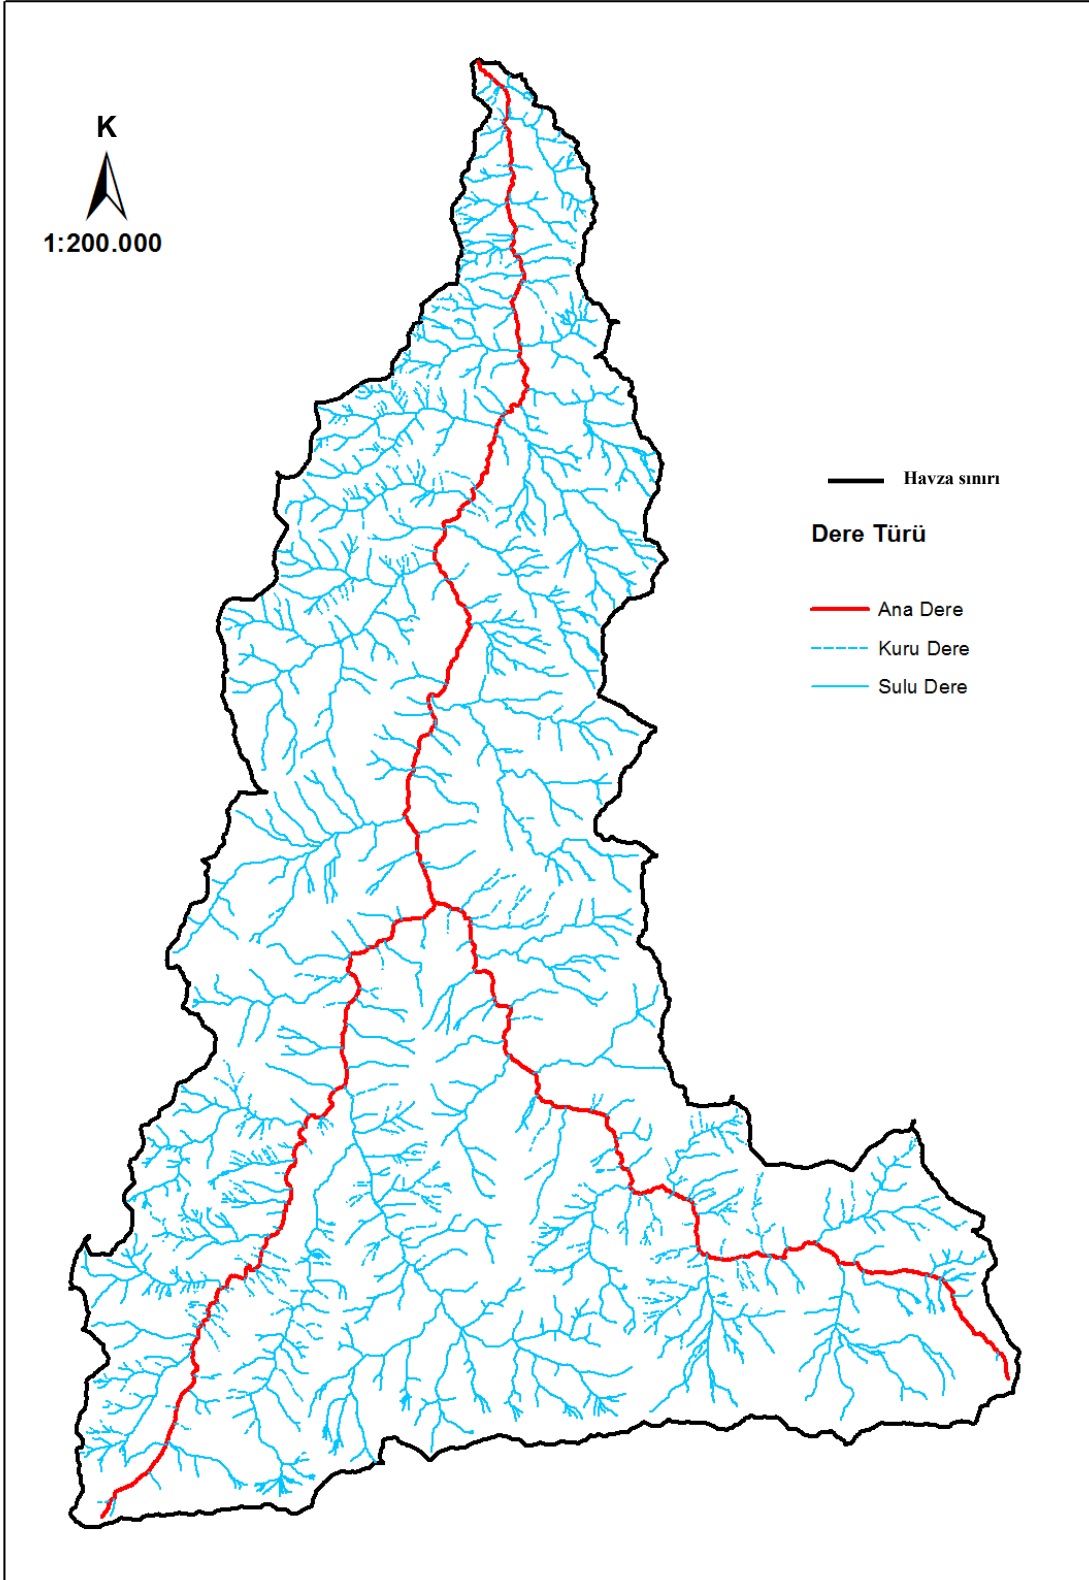 K
1:200.000
Havza sınırı
Dere Türü
Ana Dere
Kuru Dere
Sulu Dere